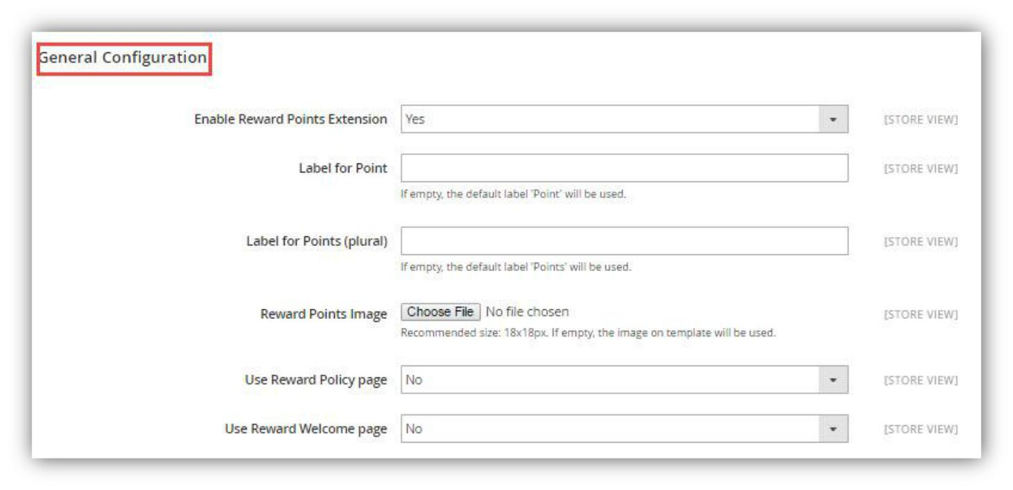 General Configuration
Enable Reward Points Extension Yes [STORE VIEW]
Label for Point [STORE VIEW]
If empty, the default label 'Point' will be used.
Label for Points (plural) [STORE VIEW]
If empty, the default label 'Points' will be used.
Reward Points Image Choose File No file chosen [STORE VIEW]
Recommended size: 18x18px. If empty, the image on template will be used.
Use Reward Policy page No [STORE VIEW]
Use Reward Welcome page No [STORE VIEW]